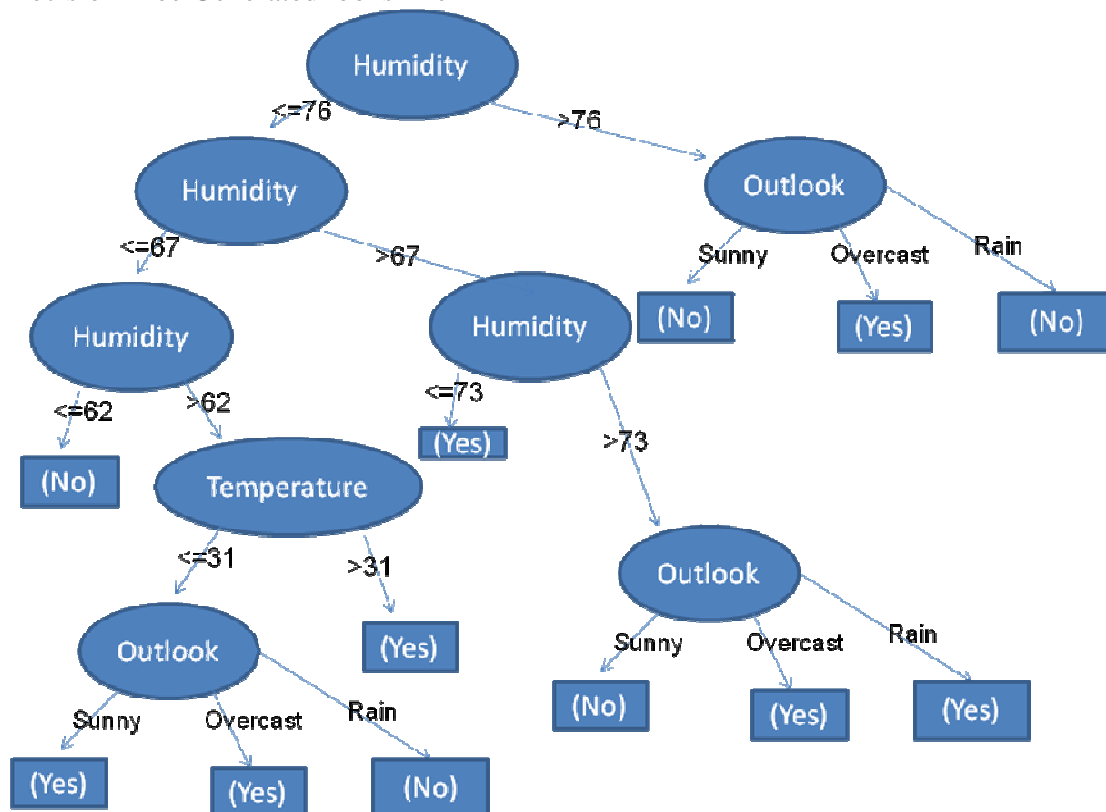 Humidity
<=76
>76
Humidity
Outlook
<=67
>67
Sunny
Overcast
Rain
Humidity
Humidity
(No)
(Yes)
(No)
<=62
>62
<=73
(Yes)
>73
(No)
Temperature
<=31
>31
Outlook
Outlook
(Yes)
Sunny
Overcast
Rain
Sunny
Overcast
Rain
(No)
(Yes)
(Yes)
(Yes)
(Yes)
(No)